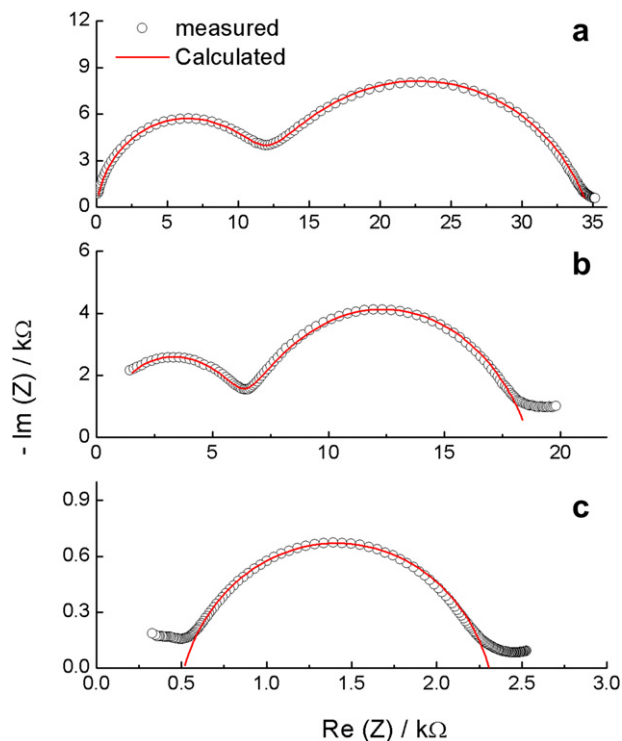 12
9
6
3
0
measured
Calculated
a
0 5 10 15 20 25 30 35
- Im (Z) / kΩ
6
4
2
0
b
0 5 10 15 20
0.9
0.6
0.3
0.0
c
0.0 0.5 1.0 1.5 2.0 2.5 3.0
Re (Z) / kΩ